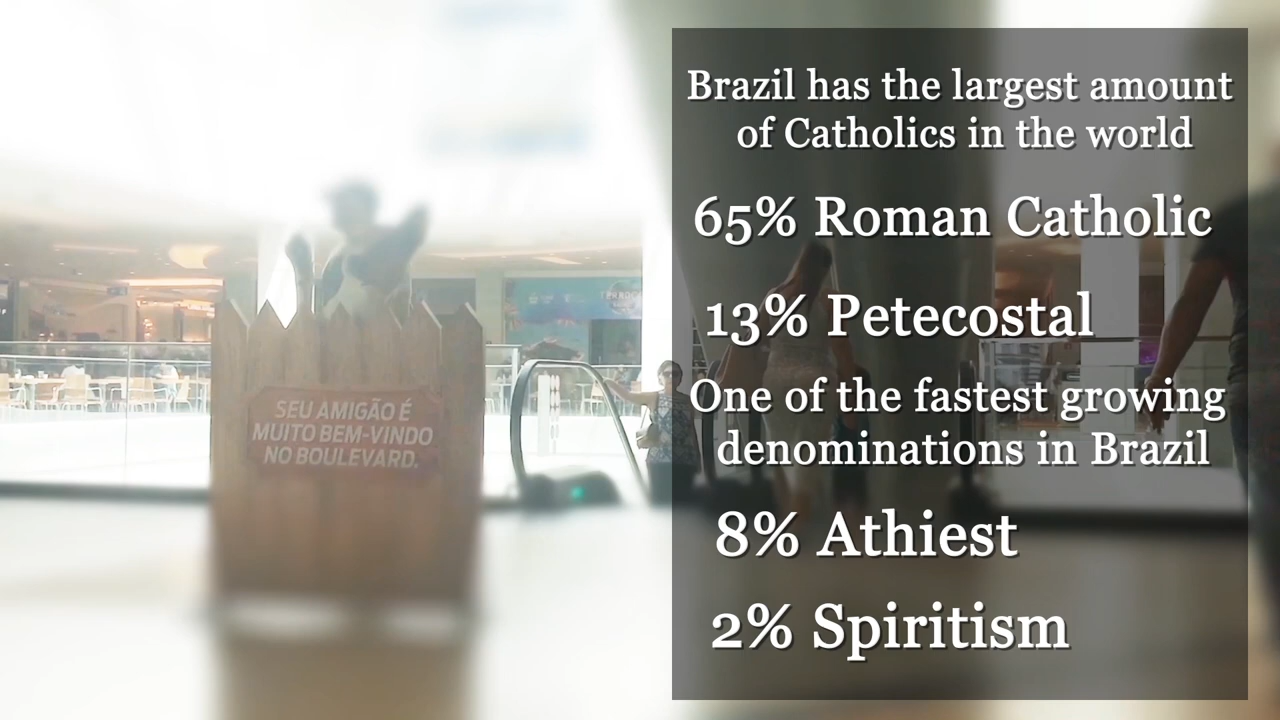 SEU AMIGÃO É
MUITO BEM-VINDO
NO BOULEVARD.
Brazil has the largest amount
of Catholics in the world
65% Roman Catholic
13% Petecostal
One of the fastest growing
denominations in Brazil
8% Athiest
2% Spiritism